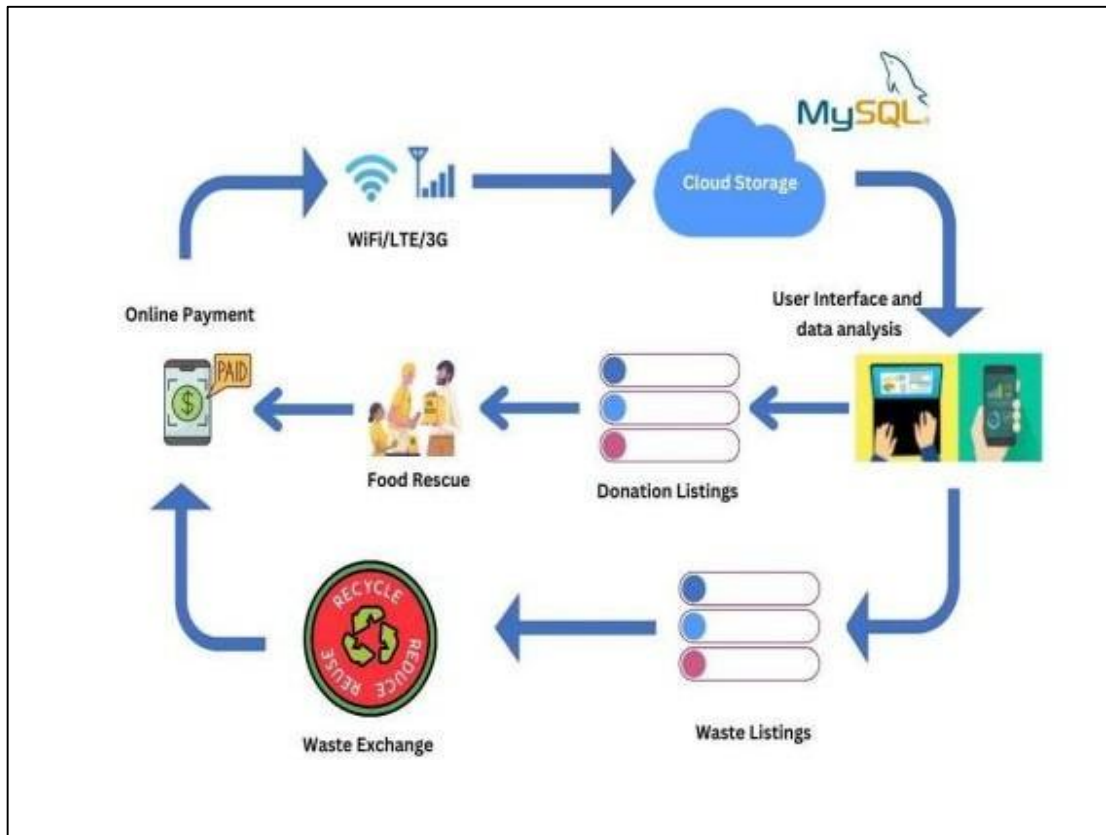 MySQL
Cloud Storage
WiFi/LTE/3G
User Interface and
data analysis
Online Payment
PAID
$
Food Rescue
Donation Listings
RECYCLE
REDUCE
REUSE
Waste Exchange
Waste Listings